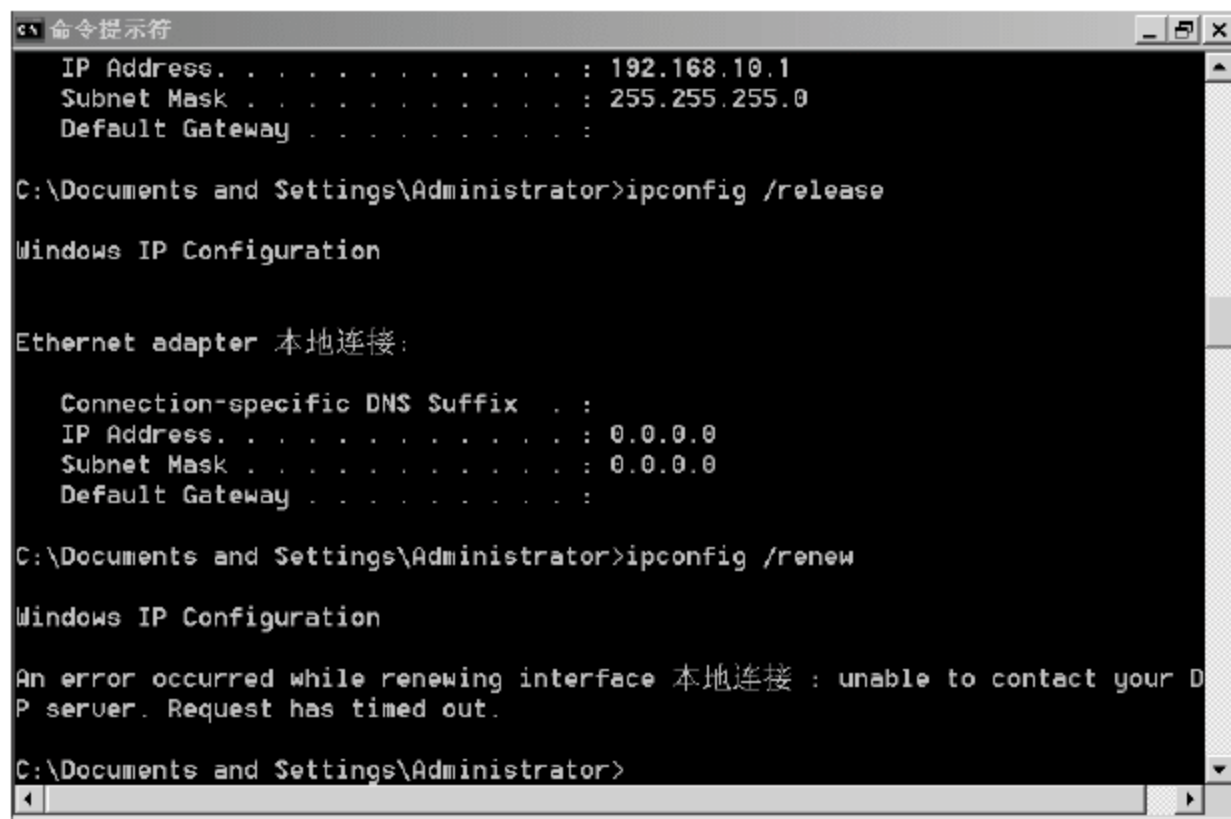 命令提示符
IP Address. . . . . . . . . . . . : 192.168.10.1
Subnet Mask . . . . . . . . . . . : 255.255.255.0
Default Gateway . . . . . . . . . :
C:\Documents and Settings\Administrator>ipconfig /release
Windows IP Configuration
Ethernet adapter 本地连接:
Connection-specific DNS Suffix  . :
IP Address. . . . . . . . . . . . : 0.0.0.0
Subnet Mask . . . . . . . . . . . : 0.0.0.0
Default Gateway . . . . . . . . . :
C:\Documents and Settings\Administrator>ipconfig /renew
Windows IP Configuration
An error occurred while renewing interface 本地连接 : unable to contact your D
P server. Request has timed out.
C:\Documents and Settings\Administrator>